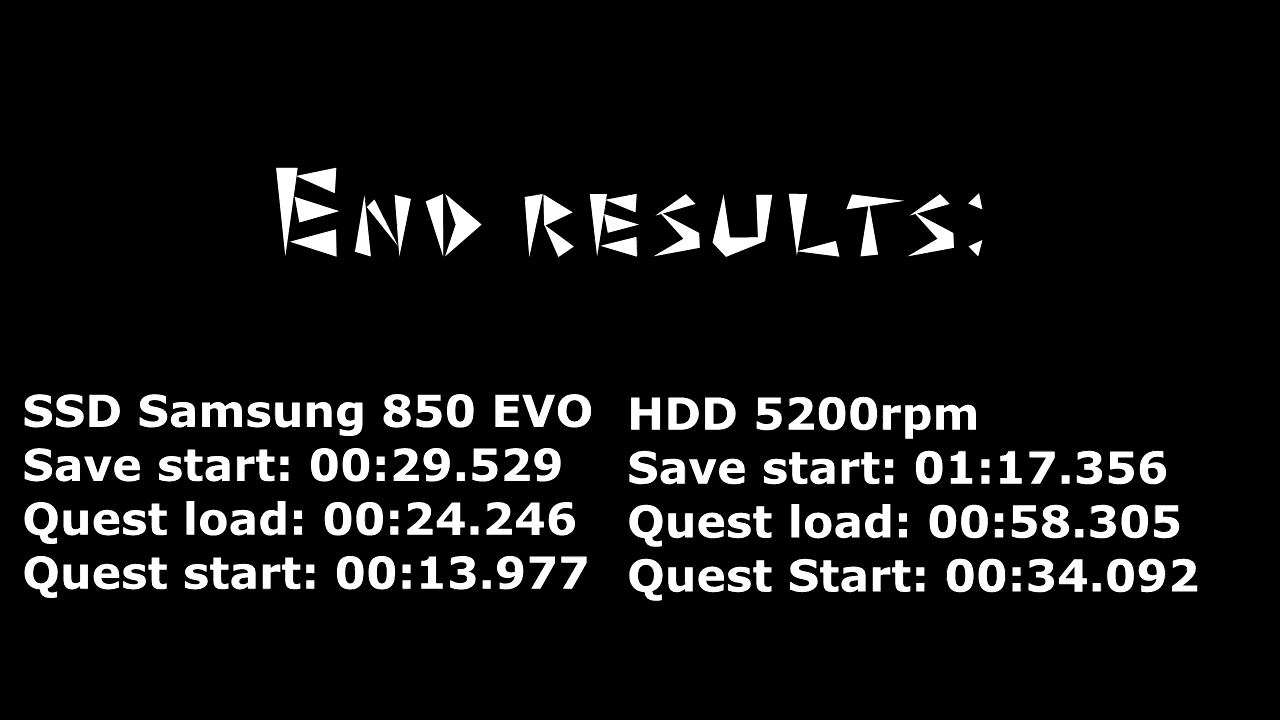 End results:
SSD Samsung 850 EVO
Save start: 00:29.529
Quest load: 00:24.246
Quest start: 00:13.977
HDD 5200rpm
Save start: 01:17.356
Quest load: 00:58.305
Quest Start: 00:34.092